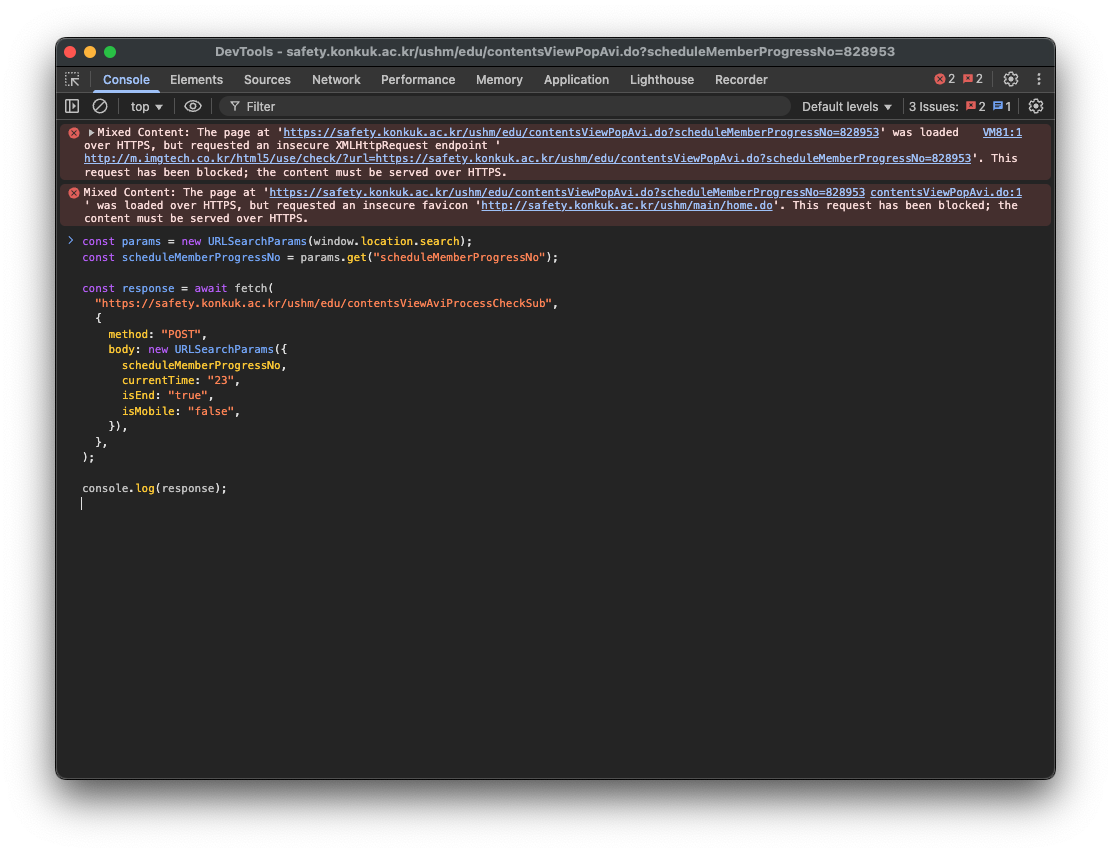 DevTools - safety.konkuk.ac.kr/ushm/edu/contentsViewPopAvi.do?scheduleMemberProgressNo=828953
Console Elements Sources Network Performance Memory Application Lighthouse Recorder 2 2
top Filter Default levels 3 Issues: 2 1
Mixed Content: The page at 'https://safety.konkuk.ac.kr/ushm/edu/contentsViewPopAvi.do?scheduleMemberProgressNo=828953' was loaded VM81:1
over HTTPS, but requested an insecure XMLHttpRequest endpoint '
http://m.imgtech.co.kr/html5/use/check/?url=https://safety.konkuk.ac.kr/ushm/edu/contentsViewPopAvi.do?scheduleMemberProgressNo=828953'. This
request has been blocked; the content must be served over HTTPS.
Mixed Content: The page at 'https://safety.konkuk.ac.kr/ushm/edu/contentsViewPopAvi.do?scheduleMemberProgressNo=828953 contentsViewPopAvi.do:1
' was loaded over HTTPS, but requested an insecure favicon 'http://safety.konkuk.ac.kr/ushm/main/home.do'. This request has been blocked; the
content must be served over HTTPS.
const params = new URLSearchParams(window.location.search);
const scheduleMemberProgressNo = params.get("scheduleMemberProgressNo");
const response = await fetch(
"https://safety.konkuk.ac.kr/ushm/edu/contentsViewAviProcessCheckSub",
{
method: "POST",
body: new URLSearchParams({
scheduleMemberProgressNo,
currentTime: "23",
isEnd: "true",
isMobile: "false",
}),
},
);
console.log(response);